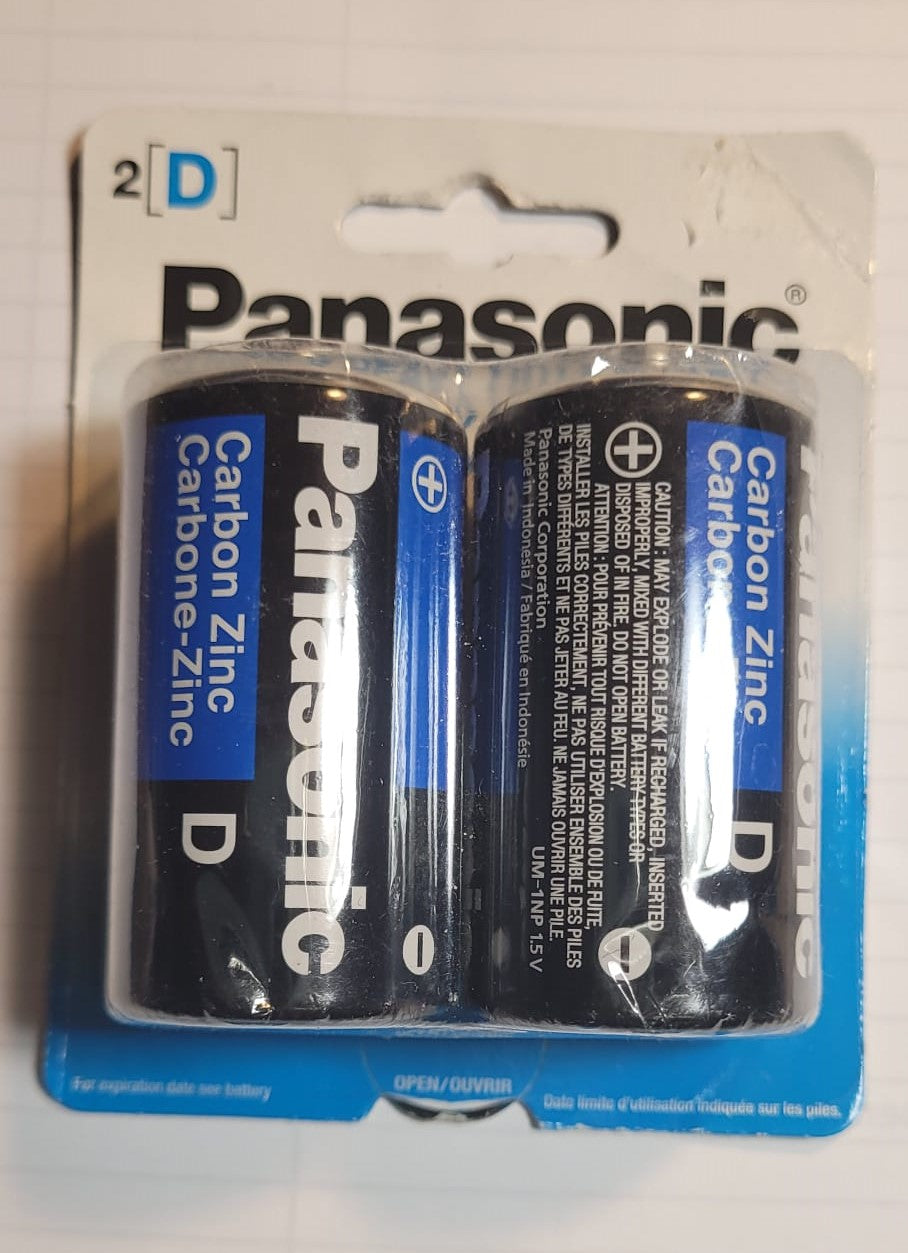 2 [D]
Panasonic®
Carbon Zinc
Carbone-Zinc
D
Panasonic
+
-
Panasonic
Carbon Zinc
D
+
-
CAUTION : MAY EXPLODE OR LEAK IF RECHARGED, INSERTED
IMPROPERLY, MIXED WITH DIFFERENT BATTERY TYPES OR
DISPOSED OF IN FIRE. DO NOT OPEN BATTERY.
ATTENTION : POUR PRÉVENIR TOUT RISQUE D'EXPLOSION OU DE FUITE,
INSTALLER LES PILES CORRECTEMENT, NE PAS UTILISER ENSEMBLE DES PILES
DE TYPES DIFFÉRENTS ET NE PAS JETER AU FEU. NE JAMAIS OUVRIR UNE PILE.
Panasonic Corporation
UM-1NP 1.5 V
Made in Indonesia / Fabriqué en Indonésie
For expiration date see battery
OPEN/OUVRIR
Date limite d'utilisation indiquée sur les piles.